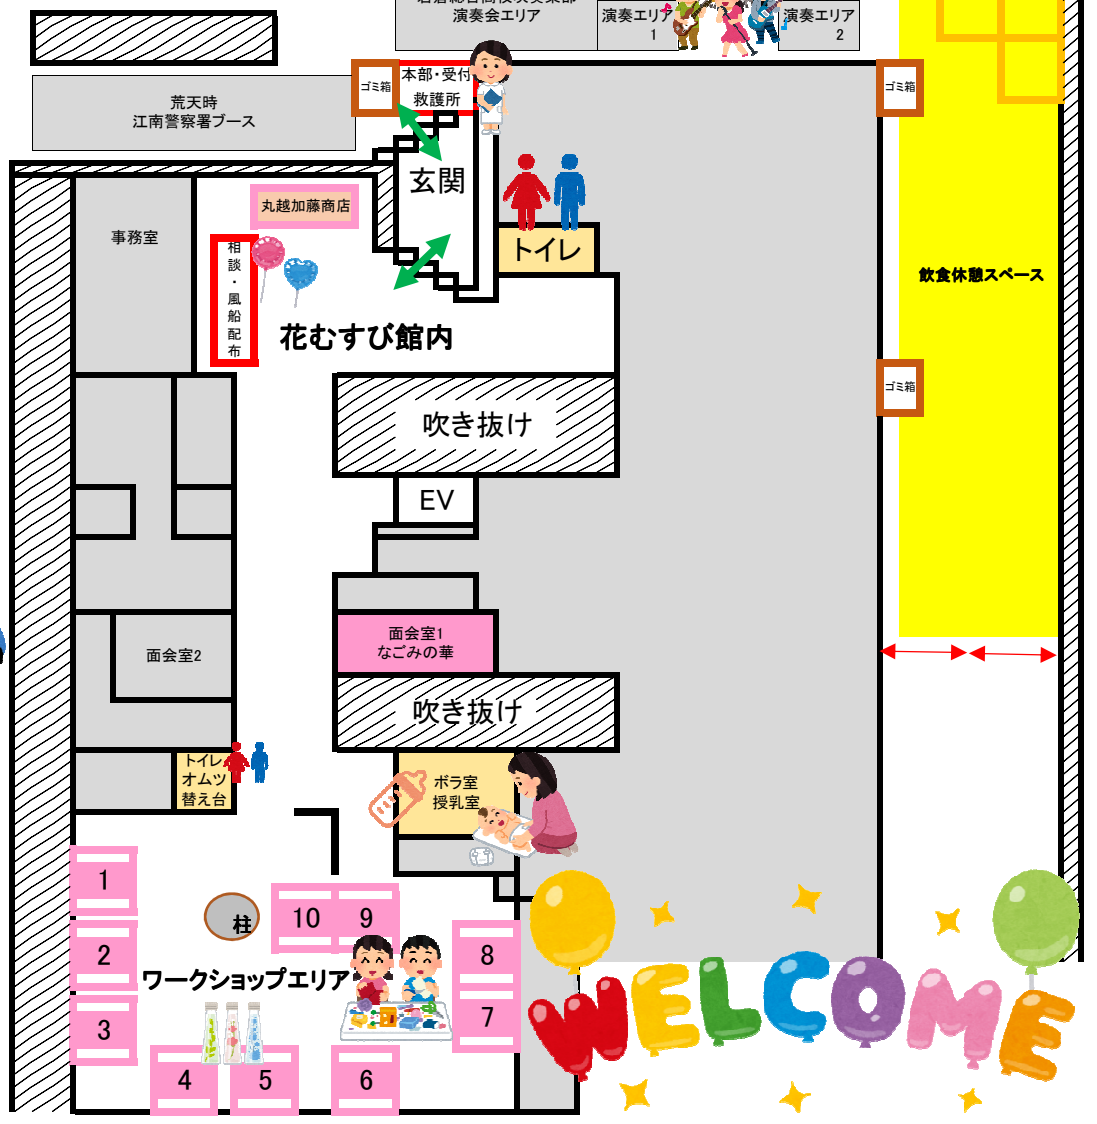 演奏会エリア
演奏エリア
1
演奏エリア
2
ゴミ箱
本部・受付
救護所
ゴミ箱
荒天時
江南警察署ブース
玄関
丸越加藤商店
事務室
相談・風船配布
トイレ
飲食休憩スペース
花むすび館内
ゴミ箱
吹き抜け
EV
面会室1
なごみの華
面会室2
吹き抜け
トイレ
オムツ
替え台
ボラ室
授乳室
1
柱
10
9
2
8
ワークショップエリア
3
7
4
5
6
WELCOME